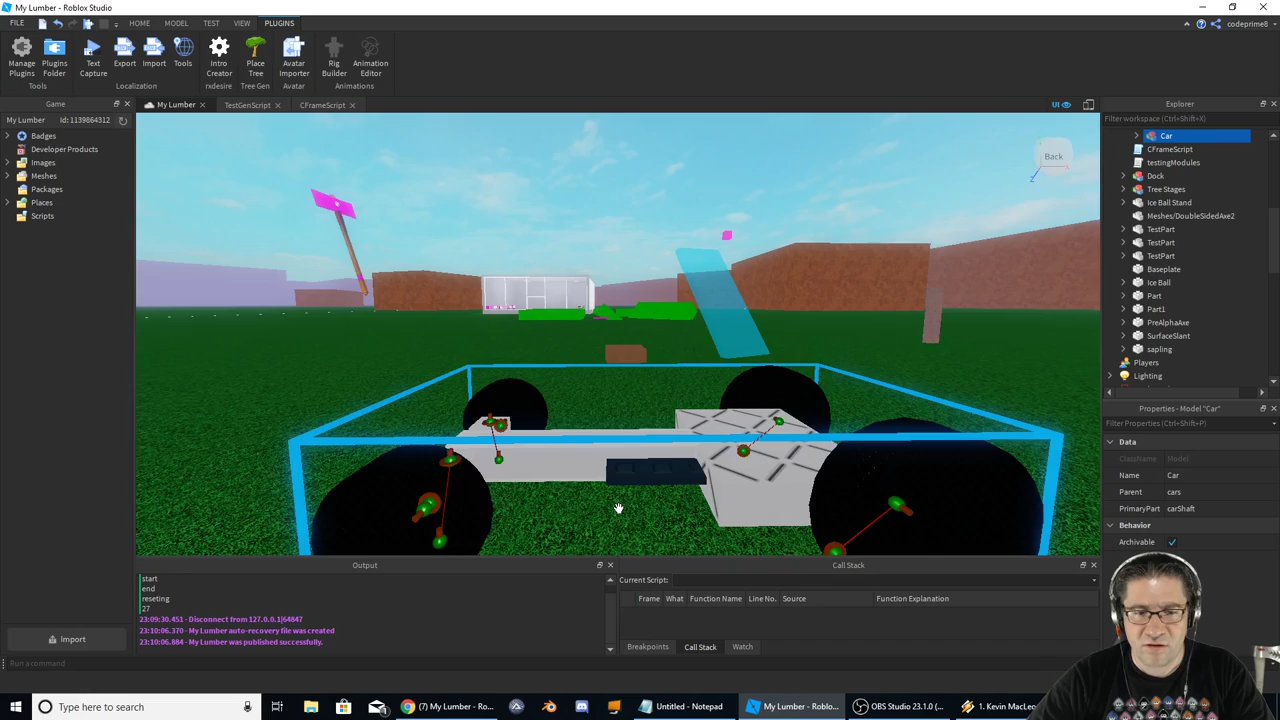 My Lumber - Roblox Studio
FILE HOME MODEL TEST VIEW PLUGINS codeprime8
Manage Plugins
Plugins Folder
Text Capture
Export
Import
Tools
Intro Creator
Place Tree
Avatar Importer
Rig Builder
Animation Editor
Tools Localization rxdesire Tree Gen Avatar Animations
Game
My Lumber TestGenScript CFrameScript UI
Explorer
My Lumber Id: 1139864312
Filter workspace (Ctrl+Shift+X)
Badges
Developer Products
Images
Meshes
Packages
Places
Scripts
Back
Car
CFrameScript
testingModules
Dock
Tree Stages
Ice Ball Stand
Meshes/DoubleSidedAxe2
TestPart
TestPart
TestPart
Baseplate
Ice Ball
Part
Part1
PreAlphaAxe
SurfaceSlant
sapling
Players
Lighting
Properties - Model "Car"
Filter Properties (Ctrl+Shift+P)
Data
ClassName Model
Name Car
Parent cars
PrimaryPart carShaft
Behavior
Archivable
Output
start
end
reseting
27
23:09:30.451 - Disconnect from 127.0.0.1|64847
23:10:06.370 - My Lumber auto-recovery file was created
23:10:06.884 - My Lumber was published successfully.
Call Stack
Current Script:
Frame What Function Name Line No. Source Function Explanation
Breakpoints Call Stack Watch
Import
Run a command
Type here to search
(7) My Lumber - Ro...
Untitled - Notepad
My Lumber - Roblo...
OBS Studio 23.1.0 (...
1. Kevin MacLeo